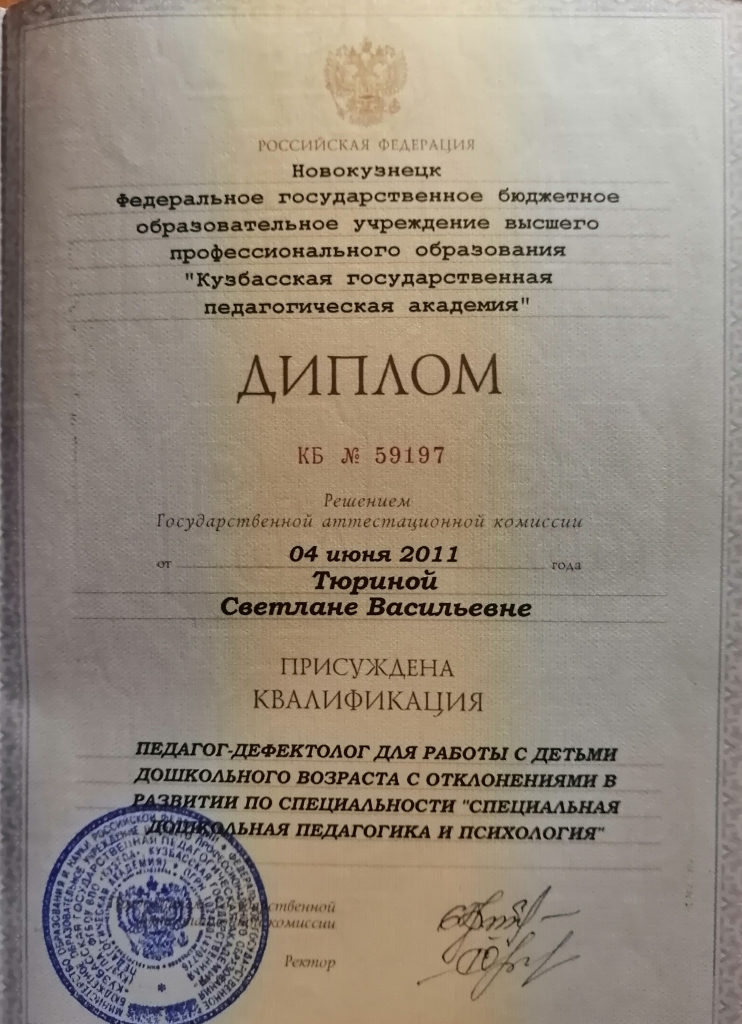 РОССИЙСКАЯ ФЕДЕРАЦИЯ
Новокузнецк
Федеральное государственное бюджетное
образовательное учреждение высшего
профессионального образования
"Кузбасская государственная
педагогическая академия"
ДИПЛОМ
КБ № 59197
Решением
Государственной аттестационной комиссии
от 04 июня 2011 года
Тюриной
Светлане Васильевне
ПРИСУЖДЕНА
КВАЛИФИКАЦИЯ
ПЕДАГОГ-ДЕФЕКТОЛОГ ДЛЯ РАБОТЫ С ДЕТЬМИ
ДОШКОЛЬНОГО ВОЗРАСТА С ОТКЛОНЕНИЯМИ В
РАЗВИТИИ ПО СПЕЦИАЛЬНОСТИ "СПЕЦИАЛЬНАЯ
ДОШКОЛЬНАЯ ПЕДАГОГИКА И ПСИХОЛОГИЯ"
комиссии
Ректор